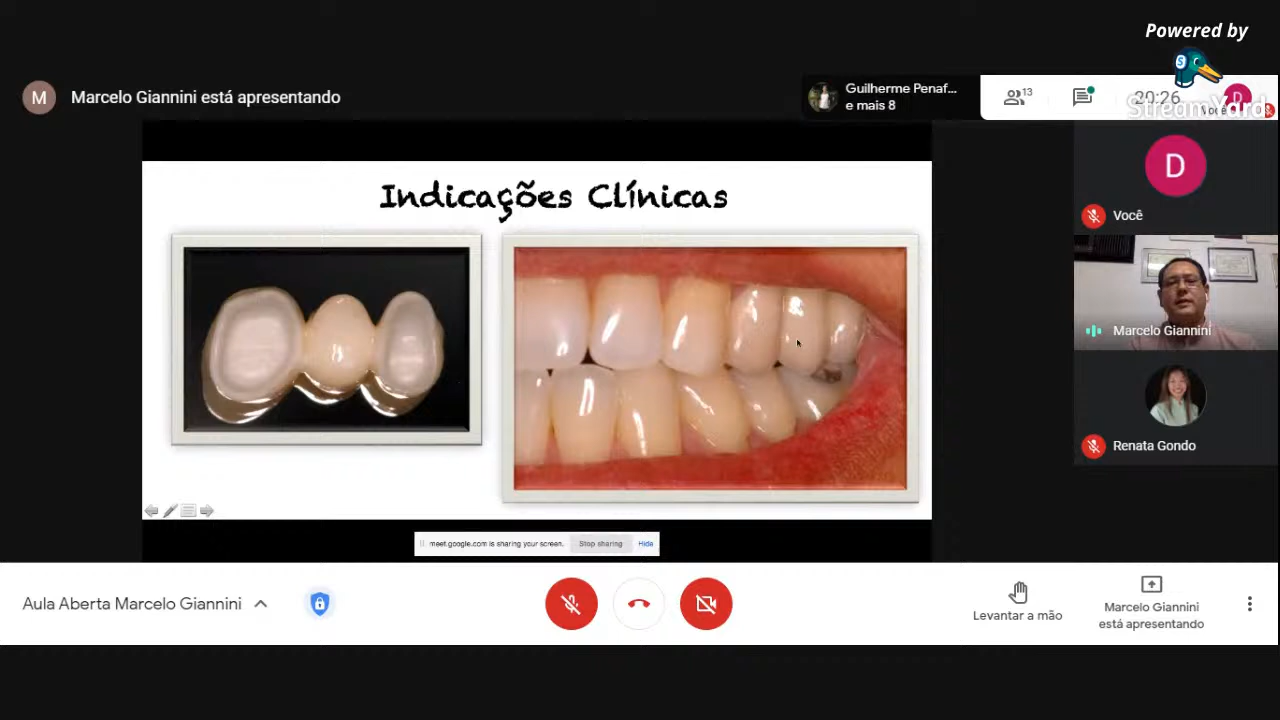 Powered by
StreamYard
M
Marcelo Giannini está apresentando
Guilherme Penaf...
e mais 8
13
20:26
D
Você
Indicações Clínicas
D
Você
Marcelo Giannini
Renata Gondo
meet.google.com is sharing your screen.
Stop sharing
Hide
Aula Aberta Marcelo Giannini
Levantar a mão
Marcelo Giannini
está apresentando